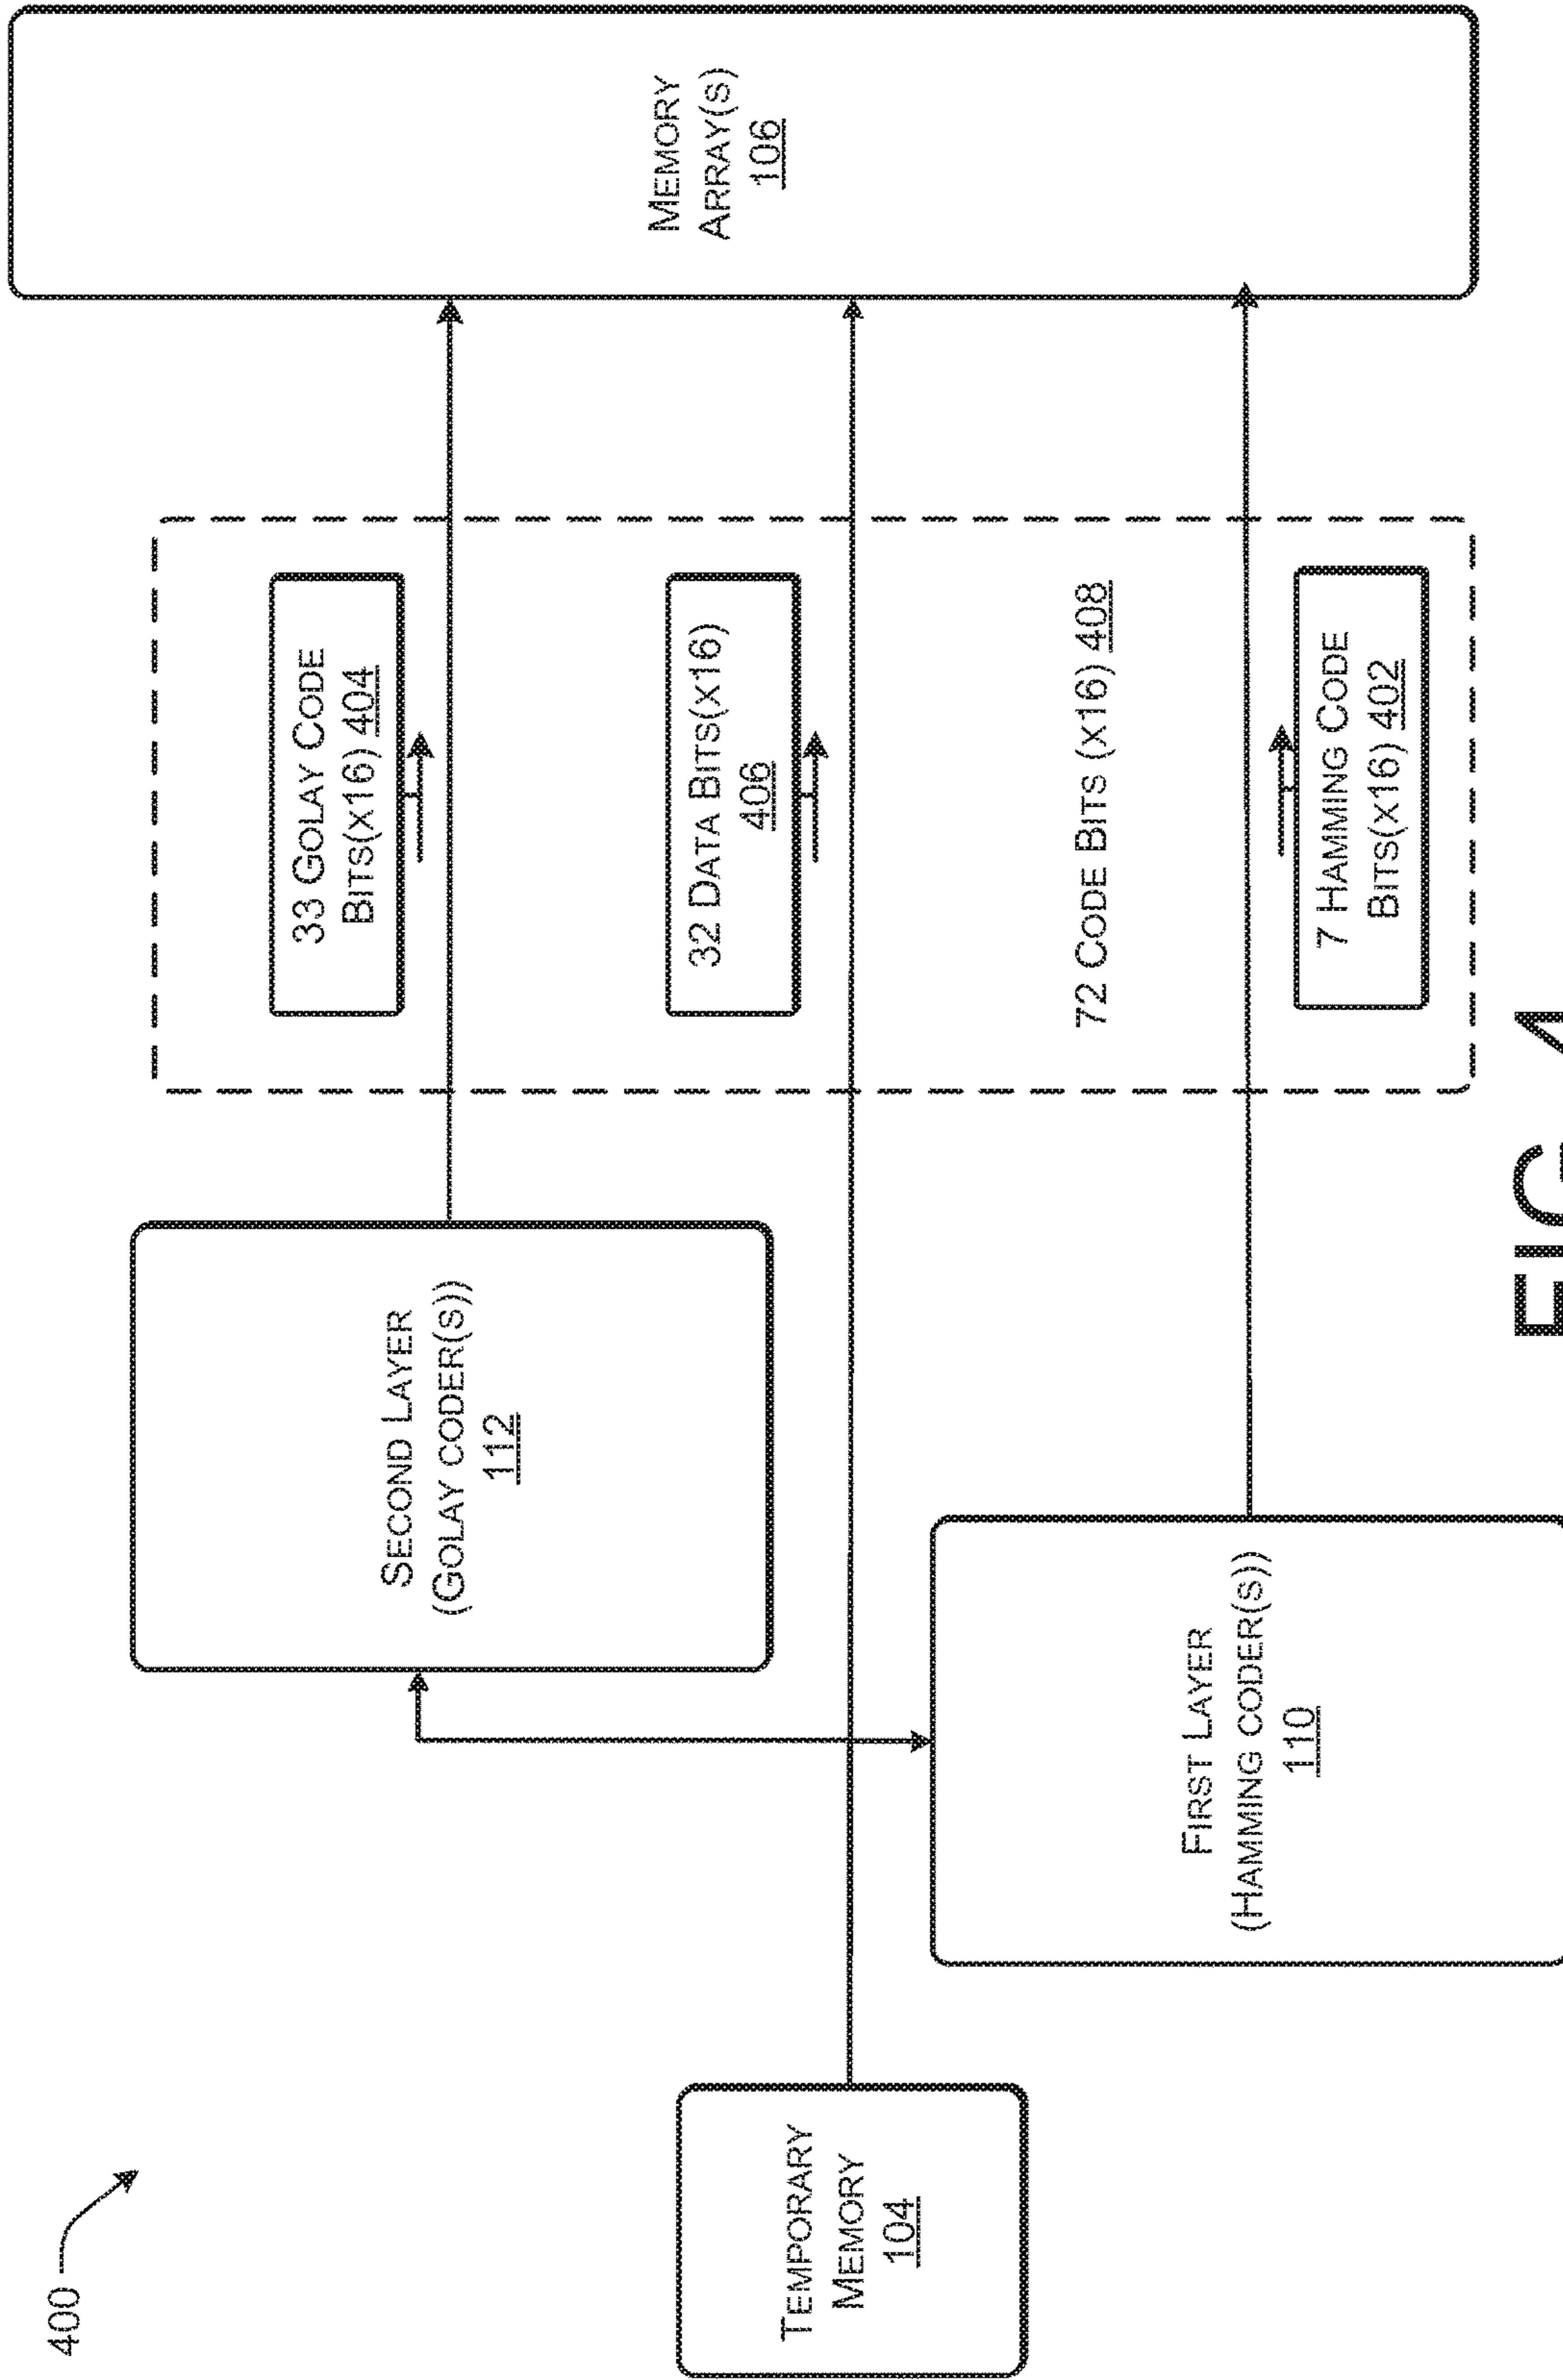 400
33 GOLAY CODE
BITS(X16) 404
SECOND LAYER
(GOLAY CODER(S))
112
MEMORY
ARRAY(S)
106
32 DATA BITS(X16)
406
TEMPORARY
MEMORY
104
72 CODE BITS (X16) 408
FIRST LAYER
(HAMMING CODER(S))
110
7 HAMMING CODE
BITS(X16) 402
FIG. 4